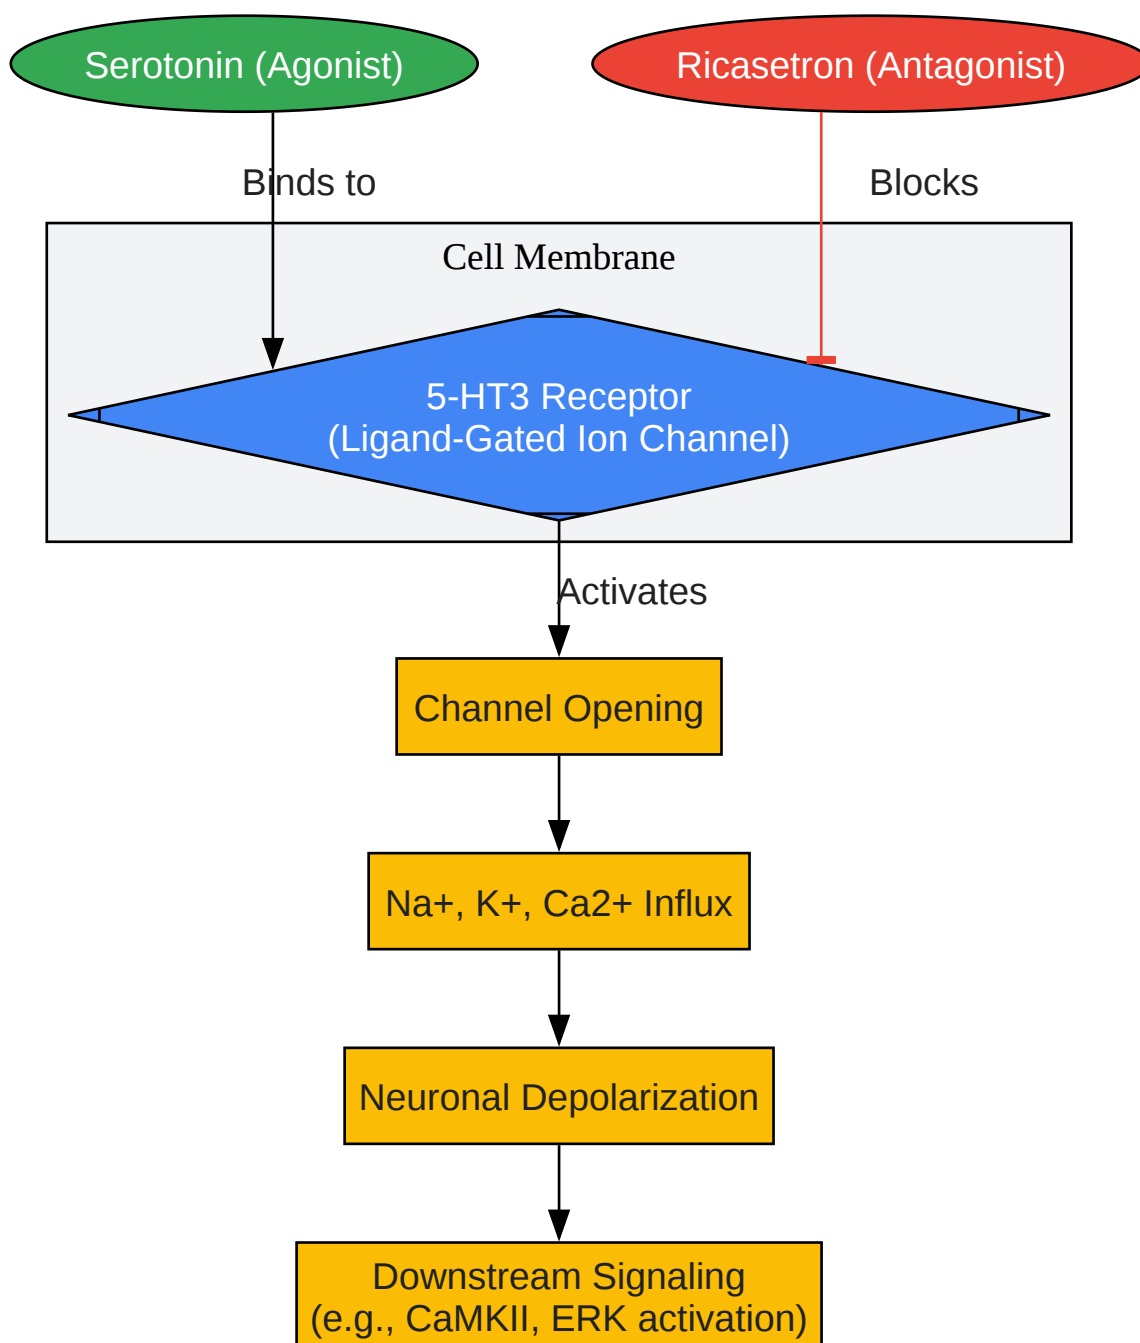 Serotonin (Agonist)
Ricasetron (Antagonist)
Binds to
Blocks
Cell Membrane
5-HT3 Receptor
(Ligand-Gated Ion Channel)
Activates
Channel Opening
Na+, K+, Ca2+ Influx
Neuronal Depolarization
Downstream Signaling
(e.g., CaMKII, ERK activation)